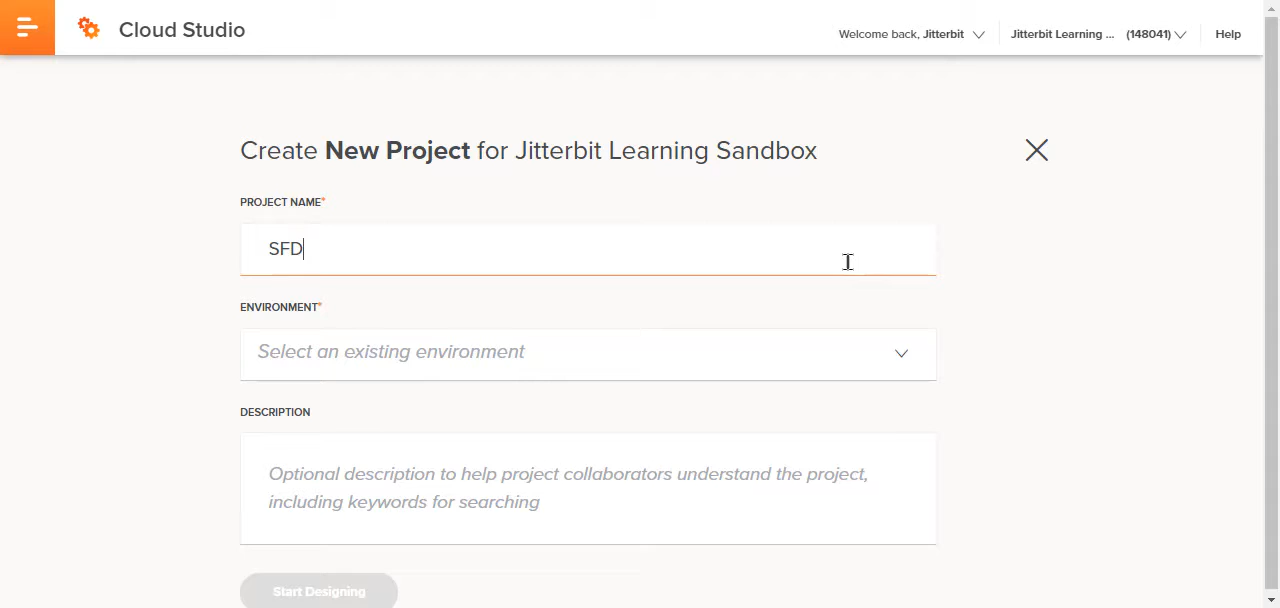 Cloud Studio
Welcome back, Jitterbit
Jitterbit Learning ... (148041)
Help
Create New Project for Jitterbit Learning Sandbox
PROJECT NAME*
SFD
ENVIRONMENT*
Select an existing environment
DESCRIPTION
Optional description to help project collaborators understand the project,
including keywords for searching
Start Designing